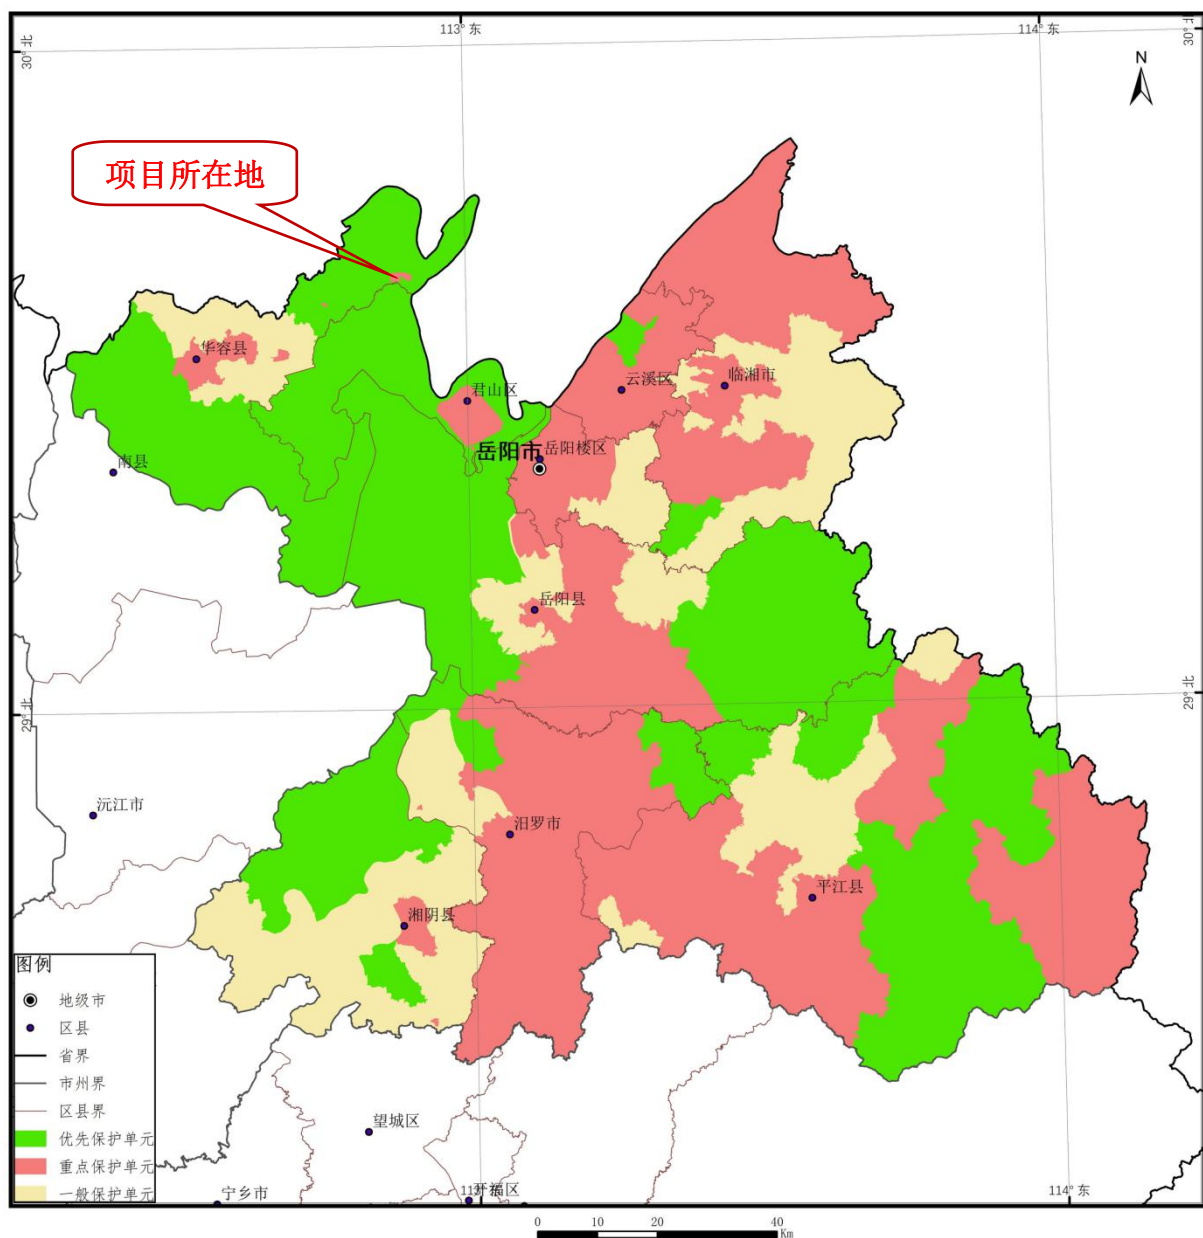 113° 东
114° 东
30° 北
30° 北
N
项目所在地
华容县
君山区
云溪区
临湘市
岳阳市
岳阳楼区
南县
岳阳县
29° 北
29° 北
沅江市
汨罗市
平江县
湘阴县
图例
地级市
区县
省界
市州界
区县界
优先保护单元
重点保护单元
一般保护单元
望城区
宁乡市
开福区
114° 东
0 10 20 40
Km